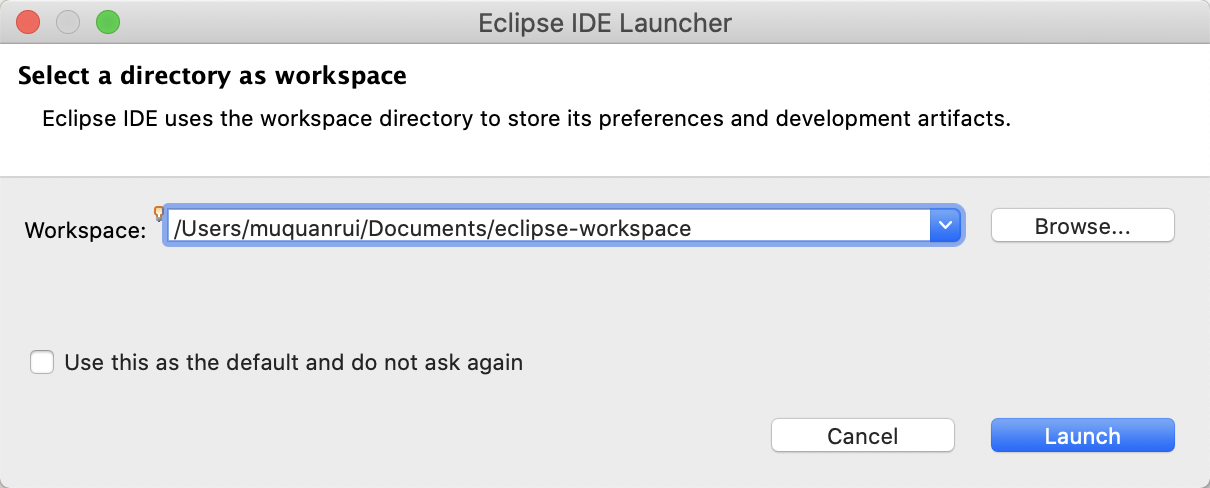 Eclipse IDE Launcher
Select a directory as workspace
Eclipse IDE uses the workspace directory to store its preferences and development artifacts.
Workspace: /Users/muquanrui/Documents/eclipse-workspace Browse...
Use this as the default and do not ask again
Cancel Launch